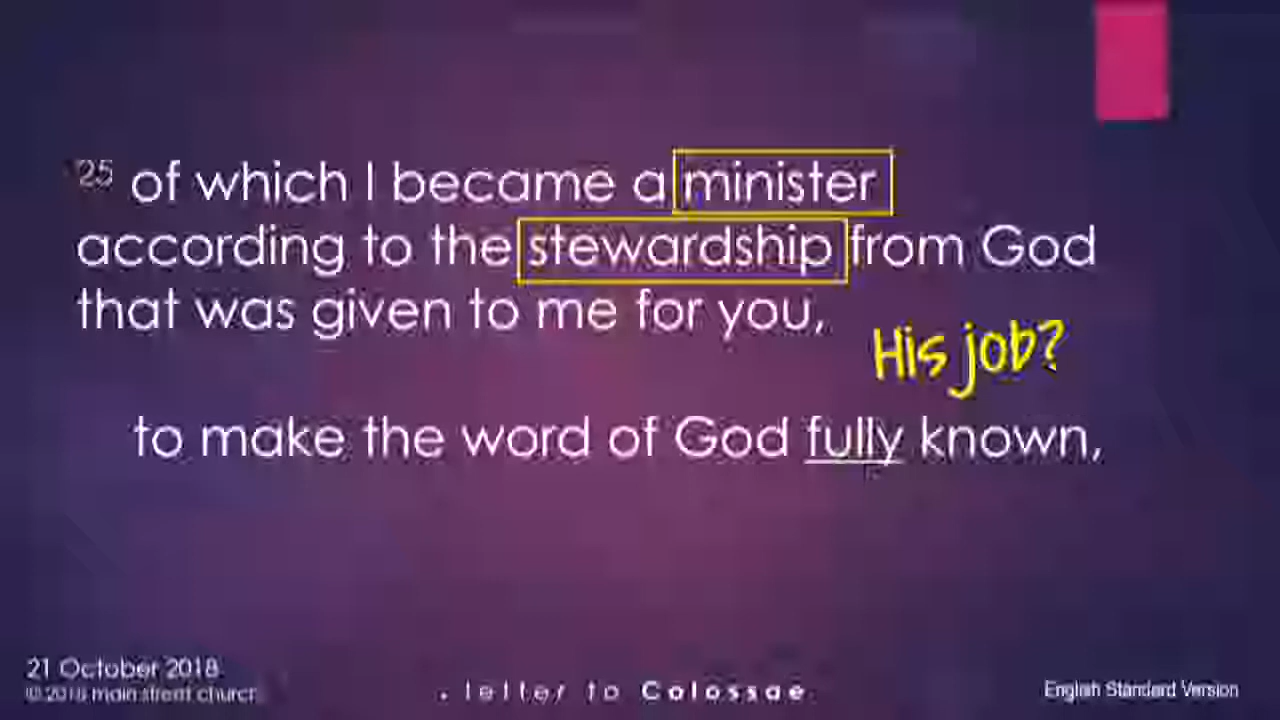 25 of which I became a minister
according to the stewardship from God
that was given to me for you,
His job?
to make the word of God fully known,
21 October 2018
© 2018 main street church
. letter to Colossae
English Standard Version